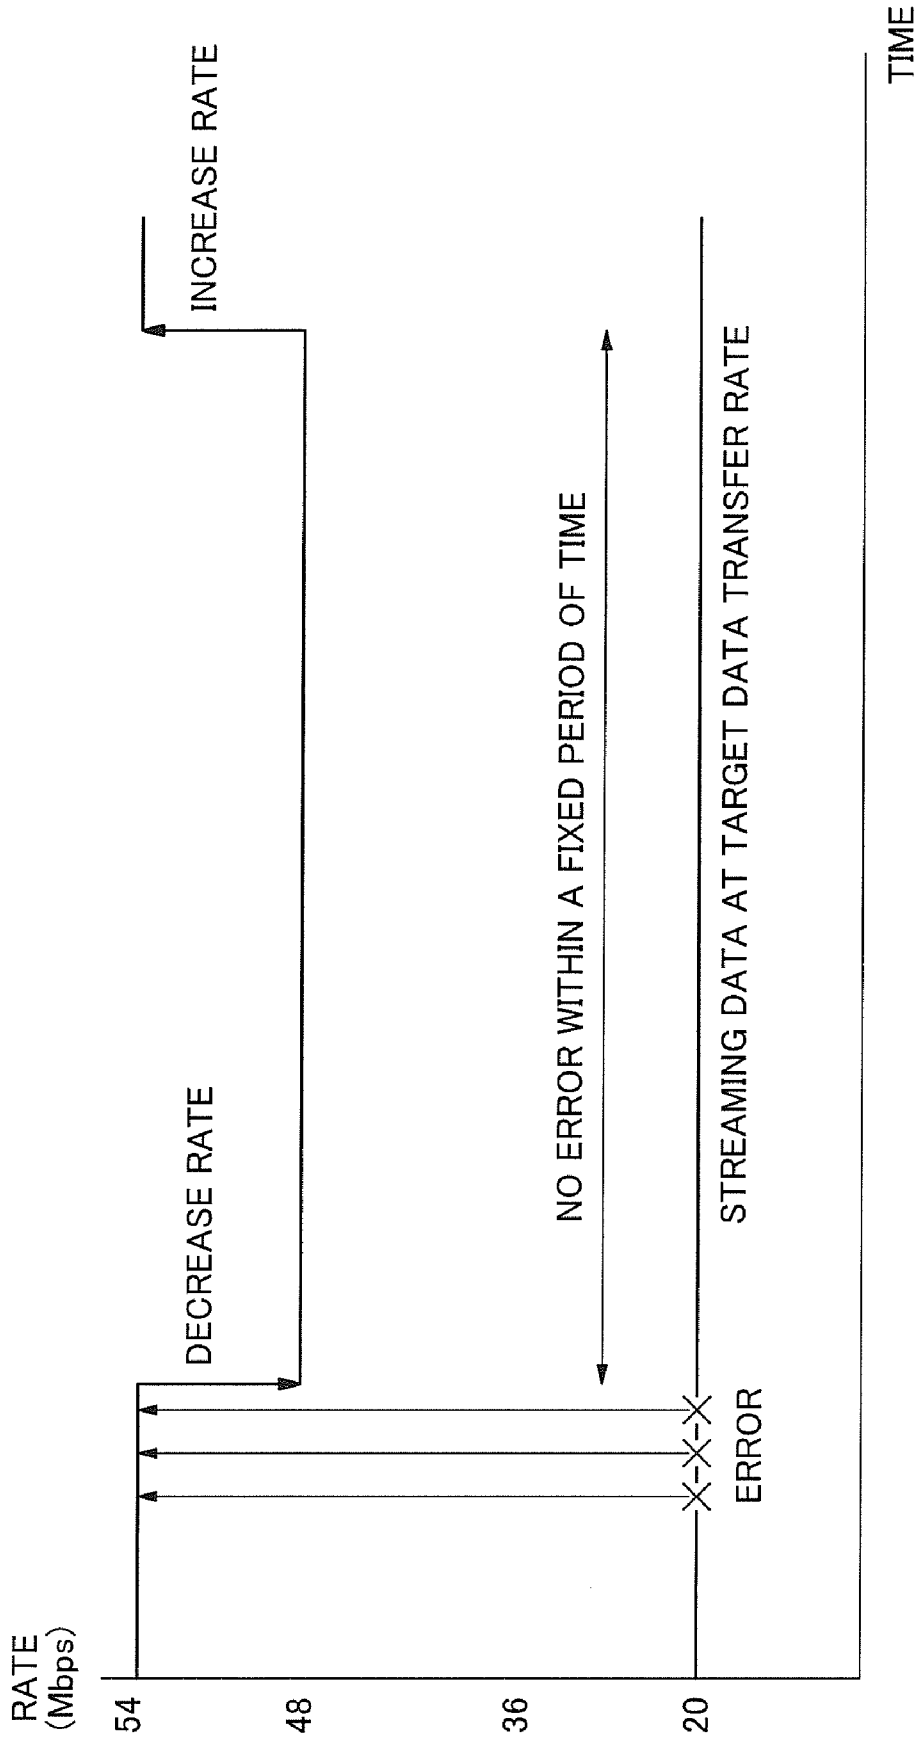 RATE
(Mbps)
54
DECREASE RATE
INCREASE RATE
48
36
NO ERROR WITHIN A FIXED PERIOD OF TIME
20
ERROR
STREAMING DATA AT TARGET DATA TRANSFER RATE
TIME